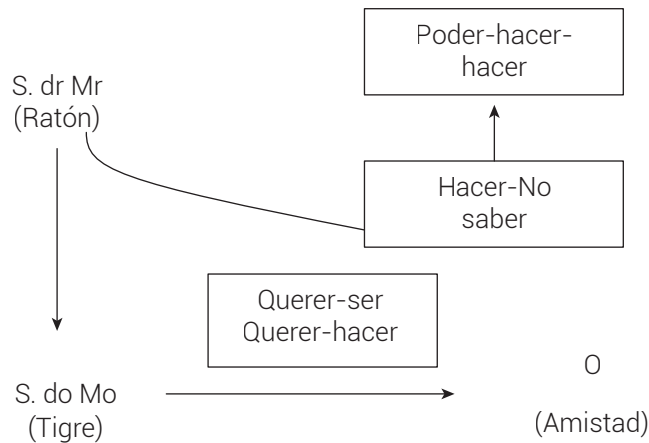 Poder-hacer-
hacer
S. dr Mr
(Ratón)
Hacer-No
saber
Querer-ser
Querer-hacer
O
S. do Mo
(Tigre)
(Amistad)